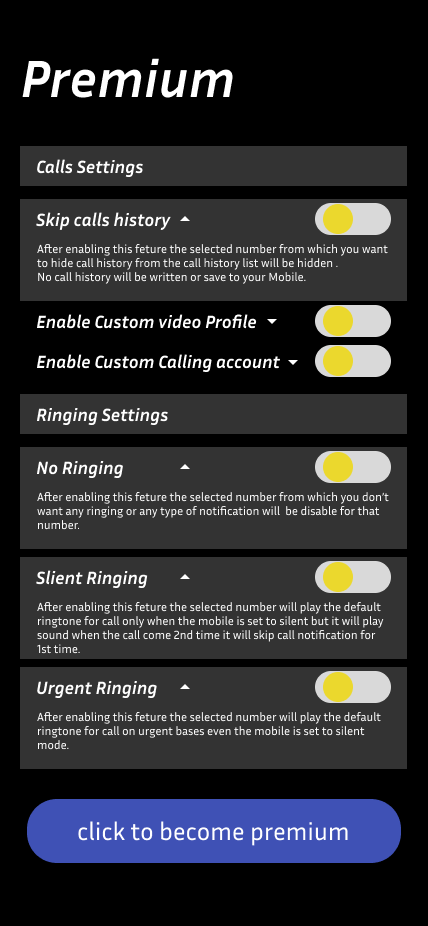 Premium
Calls Settings
Skip calls history
After enabling this feture the selected number from which you want
to hide call history from the call history list will be hidden .
No call history will be written or save to your Mobile.
Enable Custom video Profile
Enable Custom Calling account
Ringing Settings
No Ringing
After enabling this feture the selected number from which you don't
want any ringing or any type of notification will  be disable for that
number.
Slient Ringing
After enabling this feture the selected number will play the default
ringtone for call only when the mobile is set to silent but it will play
sound when the call come 2nd time it will skip call notification for
1st time.
Urgent Ringing
After enabling this feture the selected number will play the default
ringtone for call on urgent bases even the mobile is set to silent
mode.
click to become premium